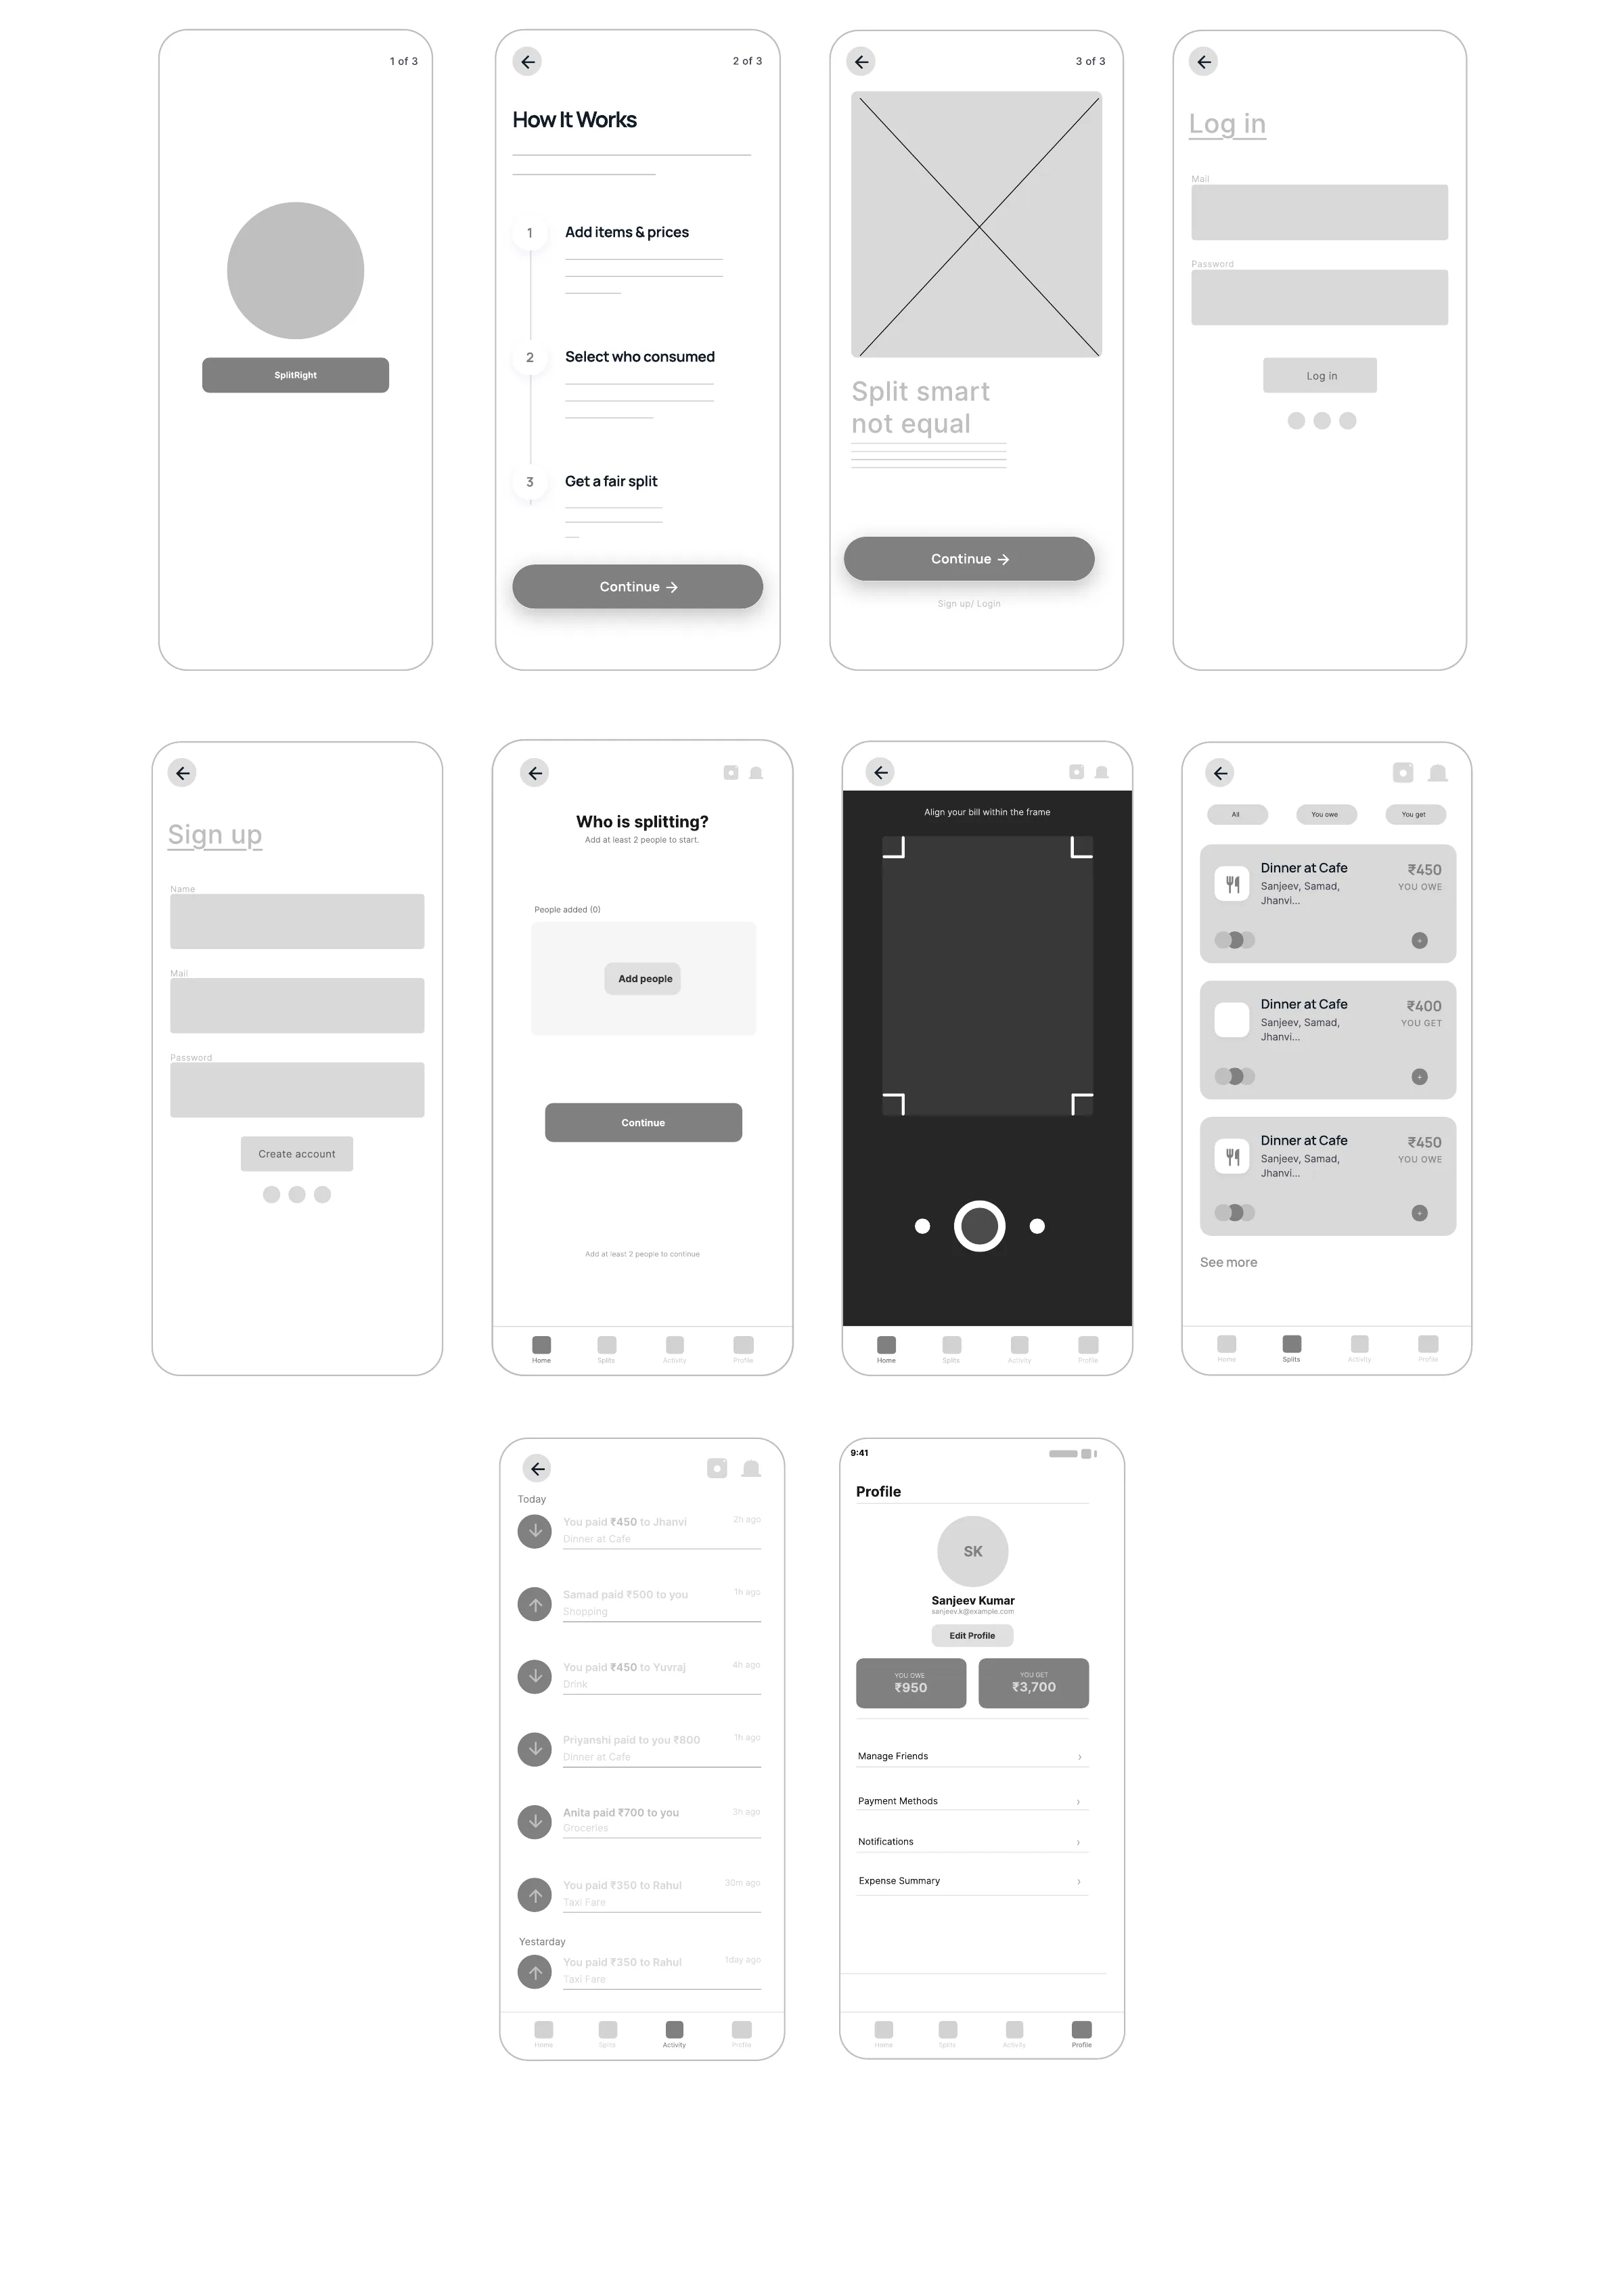 1 of 3
SplitRight
2 of 3
How It Works
1
Add items & prices
2
Select who consumed
3
Get a fair split
Continue →
3 of 3
Split smart
not equal
Continue →
Sign up/ Login
Log in
Mail
Password
Log in
Sign up
Name
Mail
Password
Create account
Who is splitting?
Add at least 2 people to start.
People added (0)
Add people
Continue
Add at least 2 people to continue
Home Splits Activity Profile
Align your bill within the frame
Home Splits Activity Profile
All You owe You get
Dinner at Cafe ₹450
Sanjeev, Samad, YOU OWE
Jhanvi...
+
Dinner at Cafe ₹400
Sanjeev, Samad, YOU GET
Jhanvi...
+
Dinner at Cafe ₹450
Sanjeev, Samad, YOU OWE
Jhanvi...
+
See more
Home Splits Activity Profile
Today
You paid ₹450 to Jhanvi 2h ago
Dinner at Cafe
Samad paid ₹500 to you 1h ago
Shopping
You paid ₹450 to Yuvraj 4h ago
Drink
Priyanshi paid to you ₹800 1h ago
Dinner at Cafe
Anita paid ₹700 to you 3h ago
Groceries
You paid ₹350 to Rahul 30m ago
Taxi Fare
Yestarday
You paid ₹350 to Rahul 1day ago
Taxi Fare
Home Splits Activity Profile
9:41
Profile
SK
Sanjeev Kumar
sanjeev.k@example.com
Edit Profile
YOU OWE
₹950
YOU GET
₹3,700
Manage Friends ›
Payment Methods ›
Notifications ›
Expense Summary ›
Home Splits Activity Profile